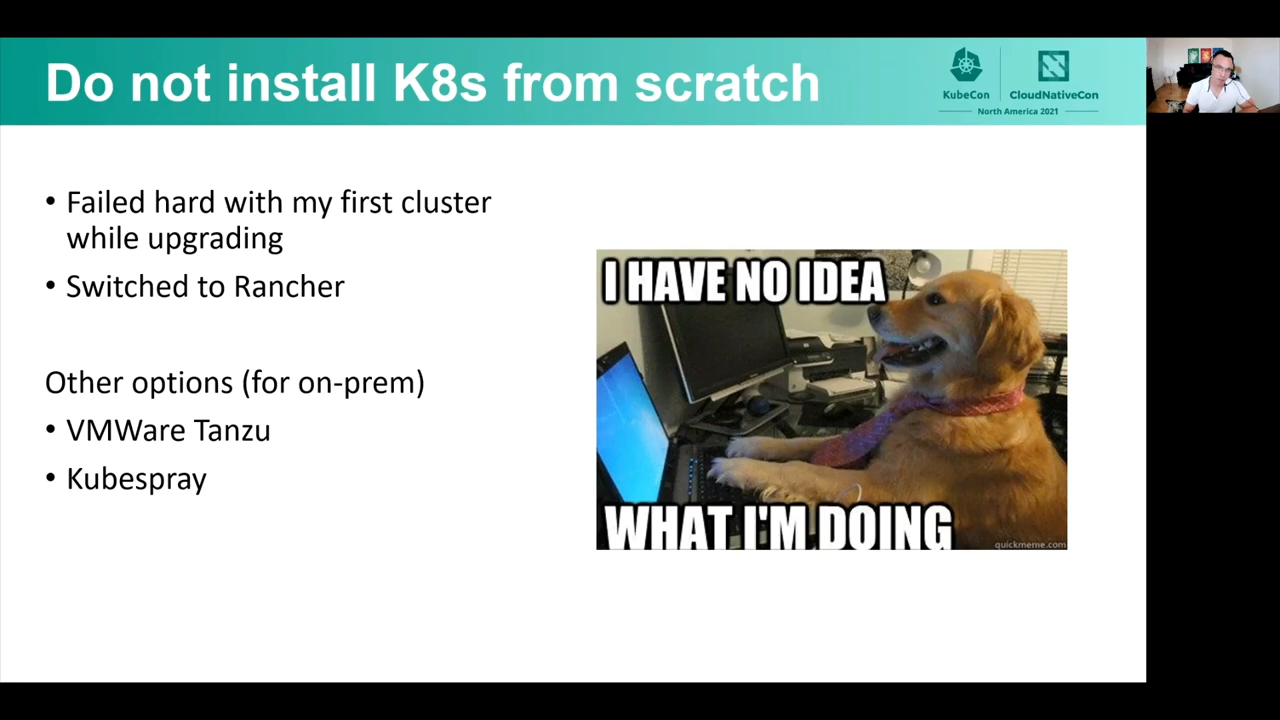 Do not install K8s from scratch
KubeCon
CloudNativeCon
North America 2021
• Failed hard with my first cluster
while upgrading
• Switched to Rancher
Other options (for on-prem)
• VMWare Tanzu
• Kubespray
I HAVE NO IDEA
WHAT I'M DOING
quickmeme.com